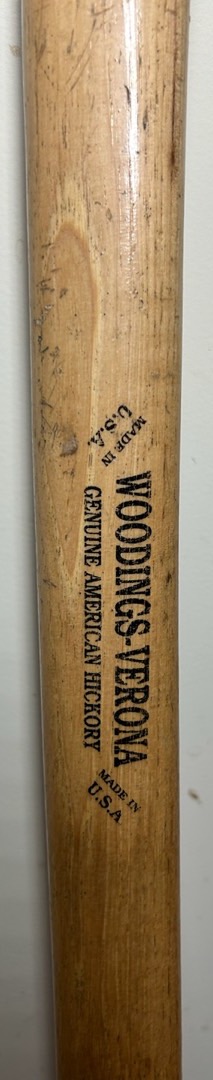 MADE IN
U.S.A.
WOODINGS-VERONA
GENUINE AMERICAN HICKORY
MADE IN
U.S.A